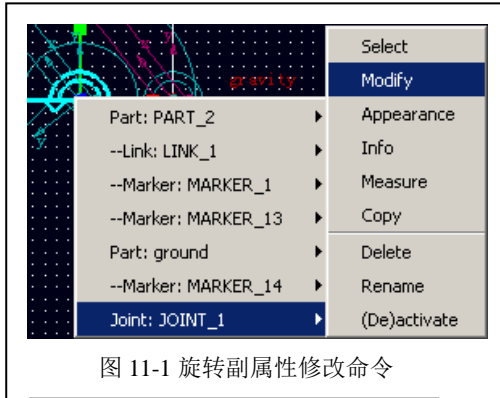 gravity
Select
Modify
Appearance
Info
Measure
Copy
Delete
Rename
(De)activate
Part: PART_2
--Link: LINK_1
--Marker: MARKER_1
--Marker: MARKER_13
Part: ground
--Marker: MARKER_14
Joint: JOINT_1
图 11-1 旋转副属性修改命令